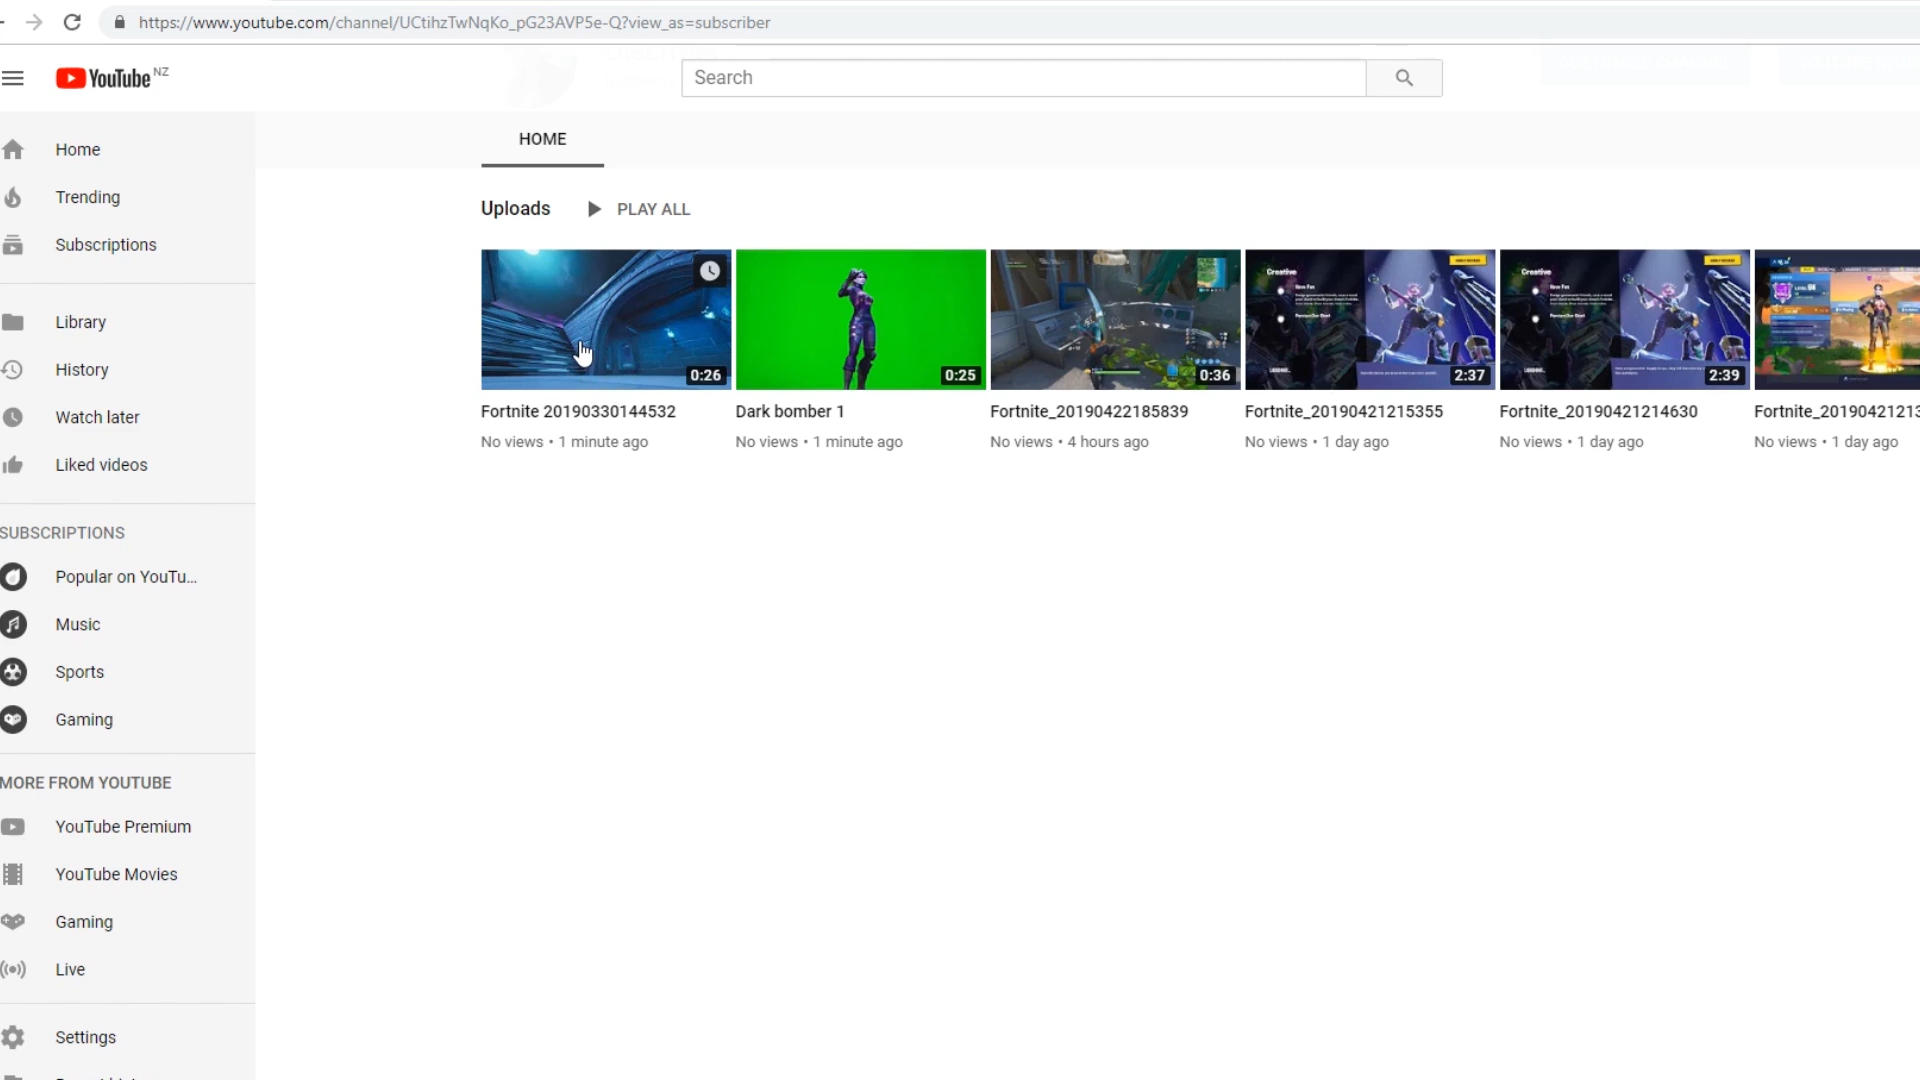 https://www.youtube.com/channel/UCtihzTwNqKo_pG23AVP5e-Q?view_as=subscriber
YouTube NZ
Search
Home
Trending
Subscriptions
Library
History
Watch later
Liked videos
SUBSCRIPTIONS
Popular on YouTu...
Music
Sports
Gaming
MORE FROM YOUTUBE
YouTube Premium
YouTube Movies
Gaming
Live
Settings
HOME
Uploads PLAY ALL
0:26
Fortnite 20190330144532
No views • 1 minute ago
0:25
Dark bomber 1
No views • 1 minute ago
0:36
Fortnite_20190422185839
No views • 4 hours ago
Creative
2:37
Fortnite_20190421215355
No views • 1 day ago
Creative
2:39
Fortnite_20190421214630
No views • 1 day ago
Fortnite_20190421213
No views • 1 day ago